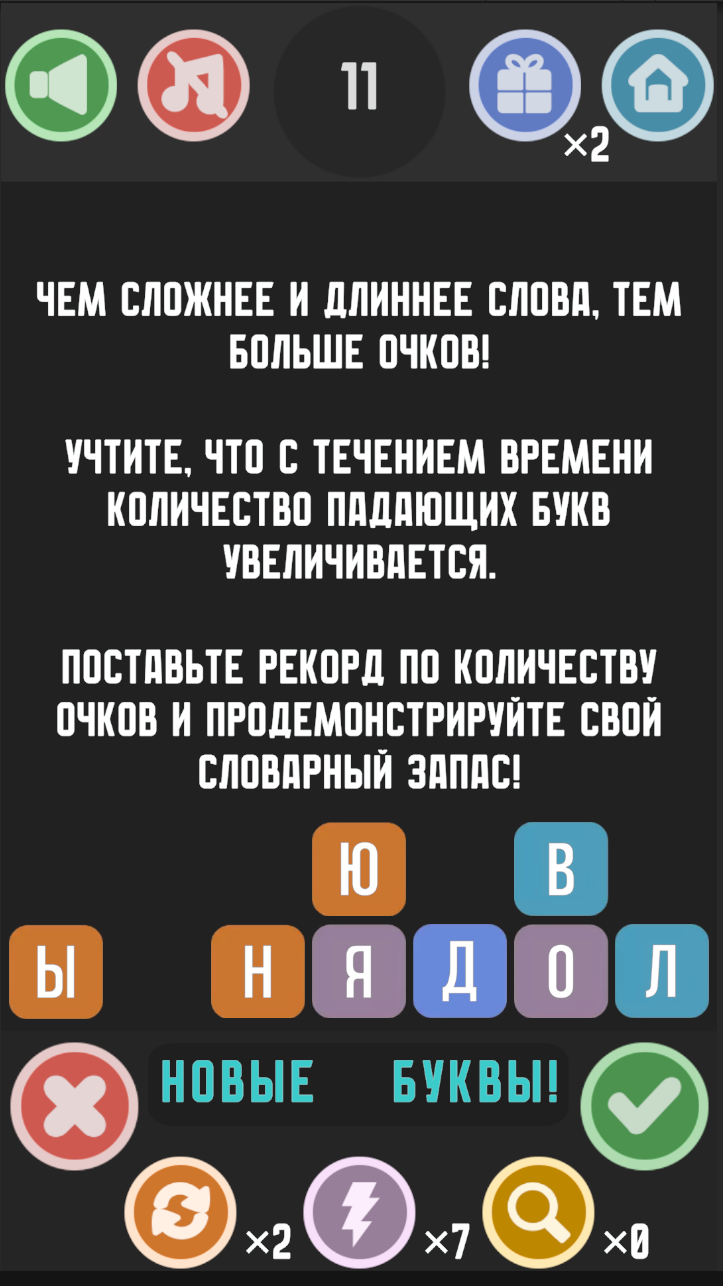 11
×2
ЧЕМ СЛОЖНЕЕ И ДЛИННЕЕ СЛОВА, ТЕМ
БОЛЬШЕ ОЧКОВ!
УЧТИТЕ, ЧТО С ТЕЧЕНИЕМ ВРЕМЕНИ
КОЛИЧЕСТВО ПАДАЮЩИХ БУКВ
УВЕЛИЧИВАЕТСЯ.
ПОСТАВЬТЕ РЕКОРД ПО КОЛИЧЕСТВУ
ОЧКОВ И ПРОДЕМОНСТРИРУЙТЕ СВОЙ
СЛОВАРНЫЙ ЗАПАС!
Ю В
Ы Н Я Д О Л
НОВЫЕ БУКВЫ!
×2 ×7 ×0